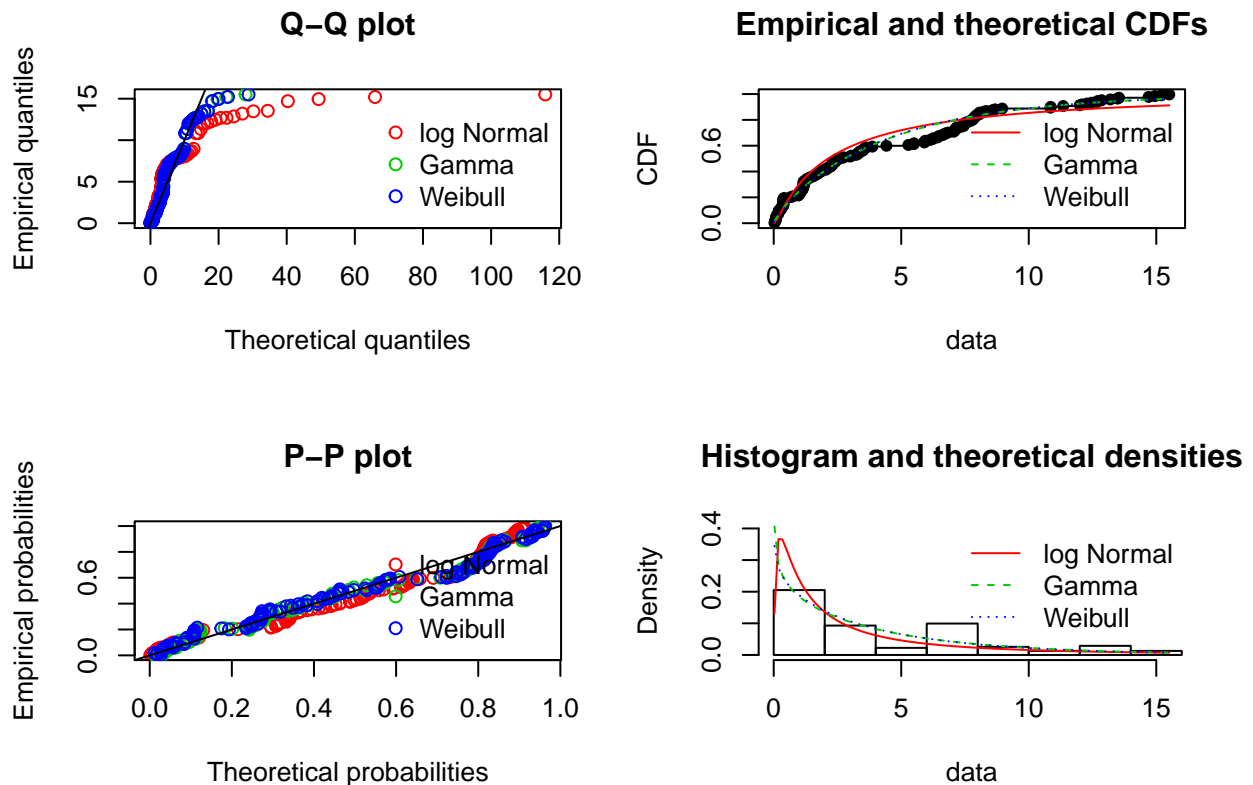 Q−Q plot
Empirical quantiles
15
5
0
log Normal
Gamma
Weibull
0 20 40 60 80 100 120
Theoretical quantiles
Empirical and theoretical CDFs
CDF
0.6
0.0
log Normal
Gamma
Weibull
0 5 10 15
data
P−P plot
Empirical probabilities
0.6
0.0
log Normal
Gamma
Weibull
0.0 0.2 0.4 0.6 0.8 1.0
Theoretical probabilities
Histogram and theoretical densities
Density
0.4
0.2
0.0
log Normal
Gamma
Weibull
0 5 10 15
data